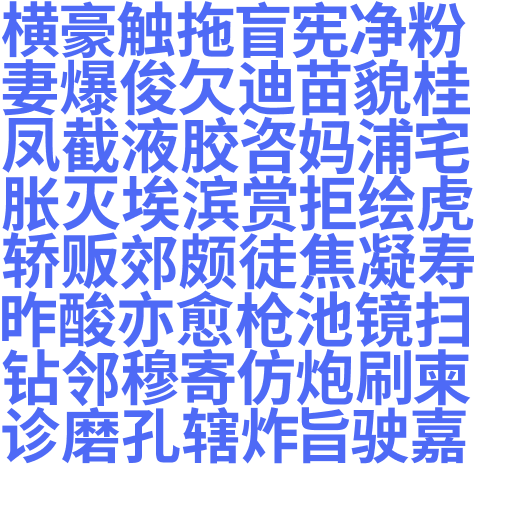 横豪触拖盲宪净粉
妻爆俊欠迪苗貌桂
凤截液胶咨妈浦宅
胀灭埃滨赏拒绘虎
轿贩郊颇徒焦凝寿
昨酸亦愈枪池镜扫
钻邻穆寄仿炮刷柬
诊磨孔辖炸旨驶嘉